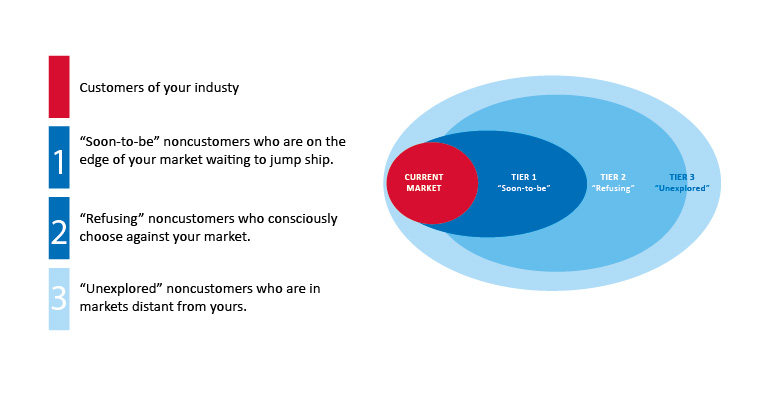 Customers of your industy
1
“Soon-to-be” noncustomers who are on the
edge of your market waiting to jump ship.
2
“Refusing” noncustomers who consciously
choose against your market.
3
“Unexplored” noncustomers who are in
markets distant from yours.
CURRENT
MARKET
TIER 1
“Soon-to-be”
TIER 2
“Refusing”
TIER 3
“Unexplored”